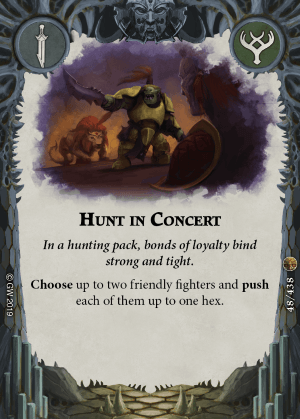 HUNT IN CONCERT
In a hunting pack, bonds of loyalty bind
strong and tight.
Choose up to two friendly fighters and push
each of them up to one hex.
© GW 2019
48/438